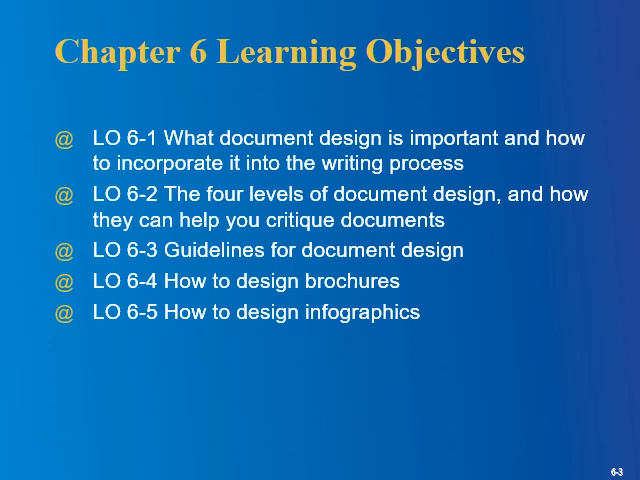 Chapter 6 Learning Objectives
@ LO 6-1 What document design is important and how
to incorporate it into the writing process
@ LO 6-2 The four levels of document design, and how
they can help you critique documents
@ LO 6-3 Guidelines for document design
@ LO 6-4 How to design brochures
@ LO 6-5 How to design infographics
6-3